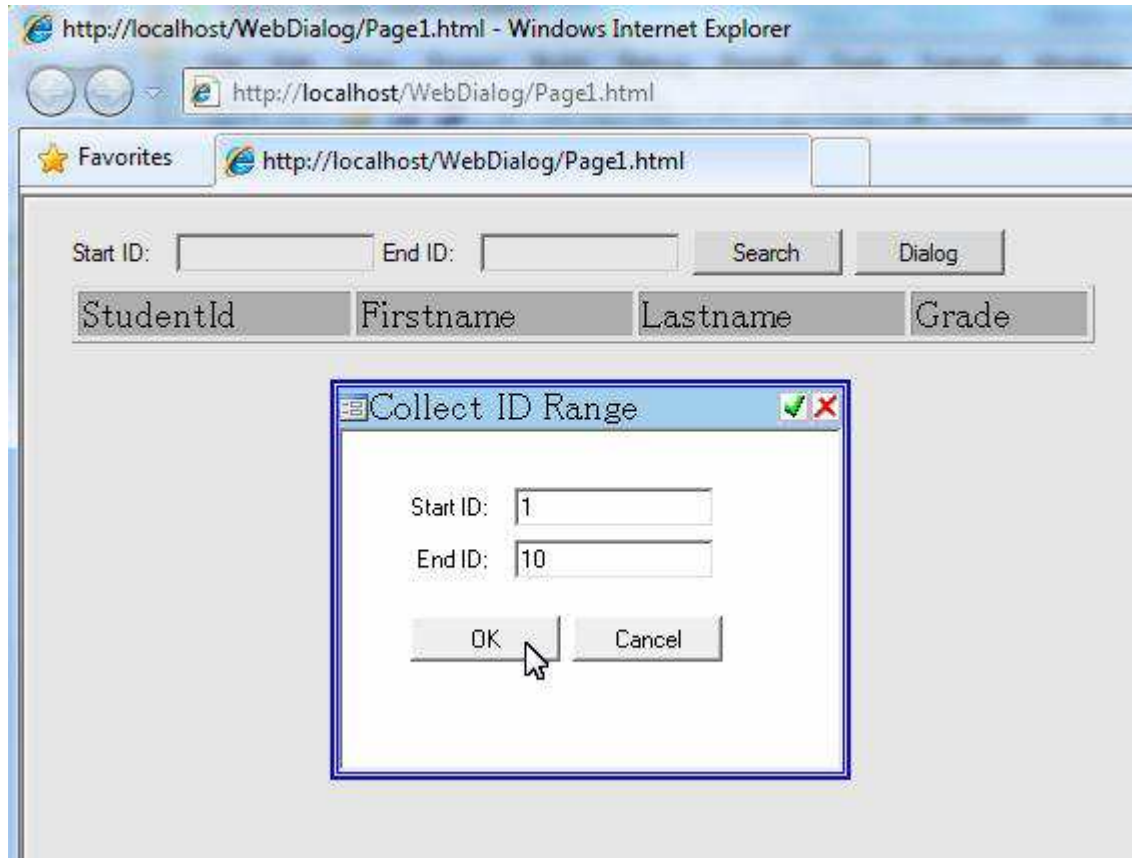 http://localhost/WebDialog/Page1.html - Windows Internet Explorer
http://localhost/WebDialog/Page1.html
Favorites http://localhost/WebDialog/Page1.html
Start ID: End ID: Search Dialog
StudentId Firstname Lastname Grade
Collect ID Range
Start ID: 1
End ID: 10
OK Cancel